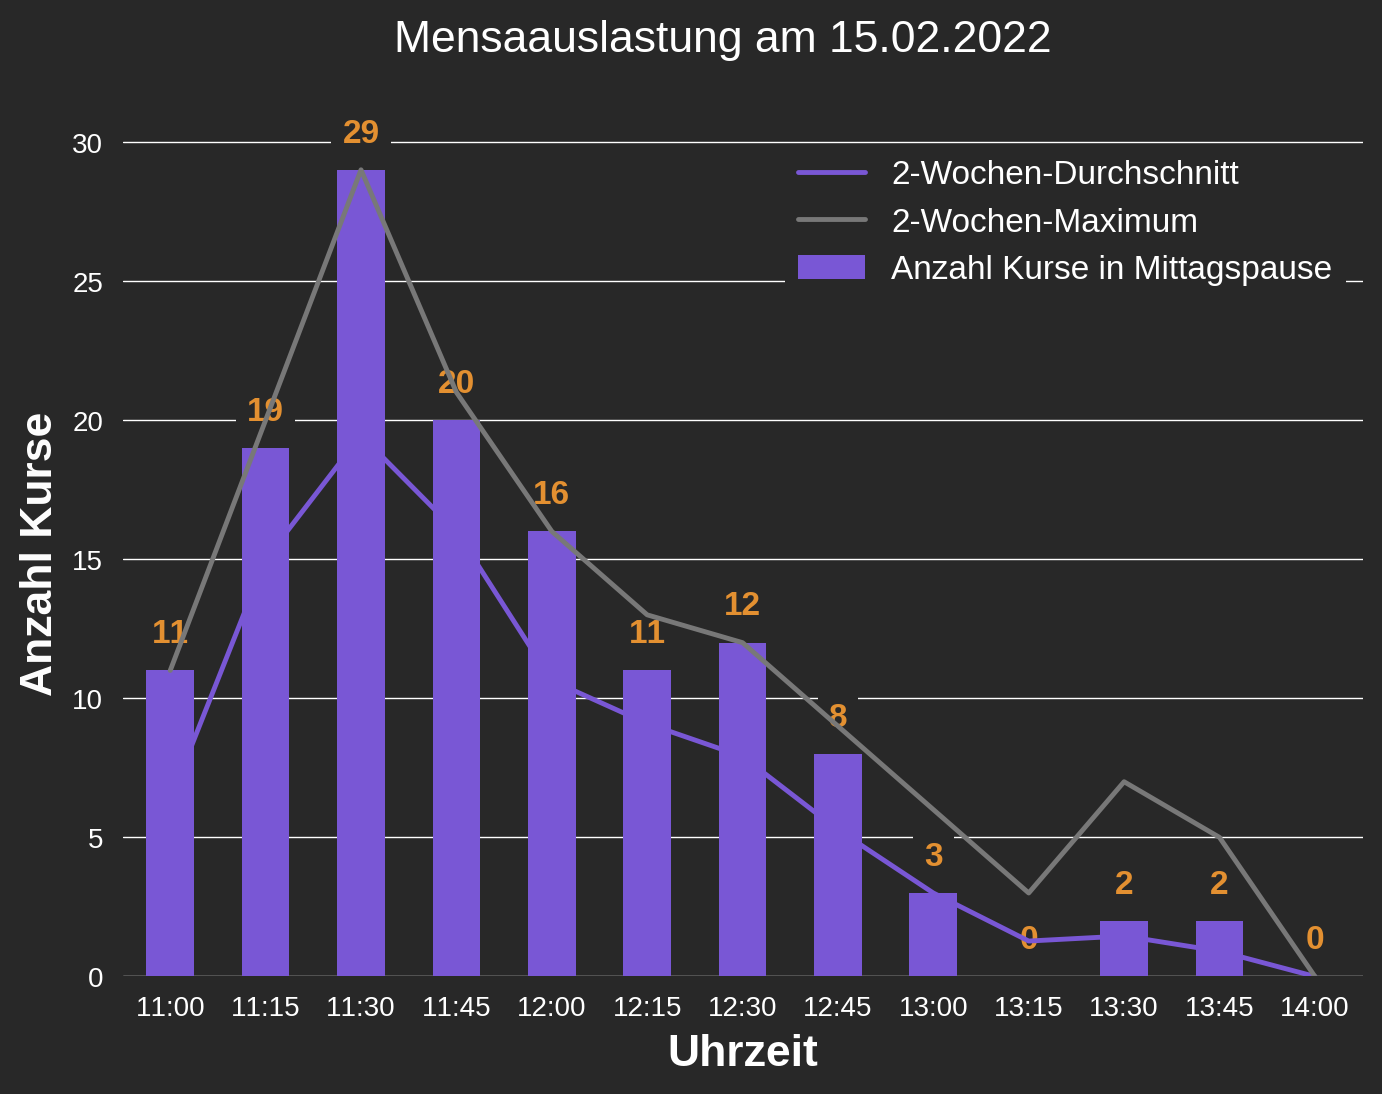 Mensaauslastung am 15.02.2022
2-Wochen-Durchschnitt
2-Wochen-Maximum
Anzahl Kurse in Mittagspause
Anzahl Kurse
30
25
20
15
10
5
0
11
19
29
20
16
11
12
8
3
0
2
2
0
11:00 11:15 11:30 11:45 12:00 12:15 12:30 12:45 13:00 13:15 13:30 13:45 14:00
Uhrzeit